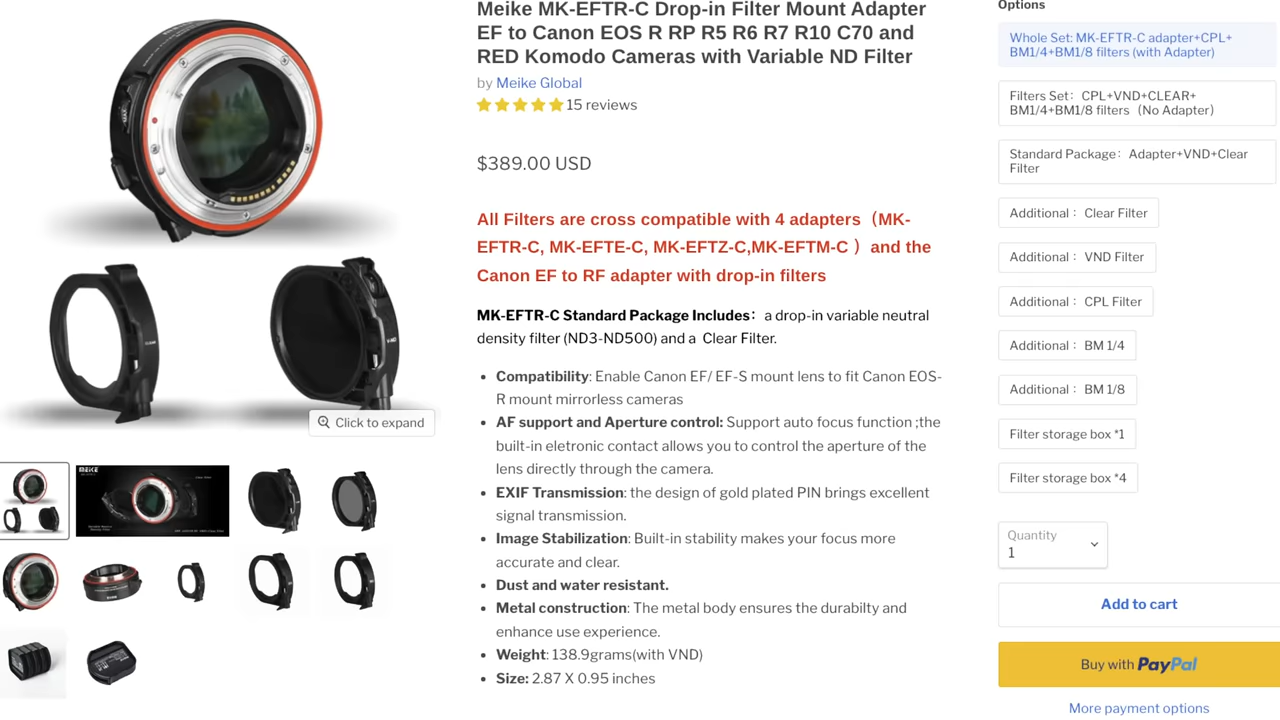 Meike MK-EFTR-C Drop-in Filter Mount Adapter
EF to Canon EOS R RP R5 R6 R7 R10 C70 and
RED Komodo Cameras with Variable ND Filter
by Meike Global
15 reviews
$389.00 USD
All Filters are cross compatible with 4 adapters（MK-
EFTR-C, MK-EFTE-C, MK-EFTZ-C,MK-EFTM-C ）and the
Canon EF to RF adapter with drop-in filters
MK-EFTR-C Standard Package Includes： a drop-in variable neutral
density filter (ND3-ND500) and a Clear Filter.
• Compatibility: Enable Canon EF/ EF-S mount lens to fit Canon EOS-
R mount mirrorless cameras
• AF support and Aperture control: Support auto focus function ;the
built-in eletronic contact allows you to control the aperture of the
lens directly through the camera.
• EXIF Transmission: the design of gold plated PIN brings excellent
signal transmission.
• Image Stabilization: Built-in stability makes your focus more
accurate and clear.
• Dust and water resistant.
• Metal construction: The metal body ensures the durabilty and
enhance use experience.
• Weight: 138.9grams(with VND)
• Size: 2.87 X 0.95 inches
Click to expand
MEIKE
Options
Whole Set: MK-EFTR-C adapter+CPL+
BM1/4+BM1/8 filters (with Adapter)
Filters Set：CPL+VND+CLEAR+
BM1/4+BM1/8 filters（No Adapter）
Standard Package：Adapter+VND+Clear
Filter
Additional： Clear Filter
Additional： VND Filter
Additional： CPL Filter
Additional： BM 1/4
Additional： BM 1/8
Filter storage box *1
Filter storage box *4
Quantity
1
Add to cart
Buy with PayPal
More payment options